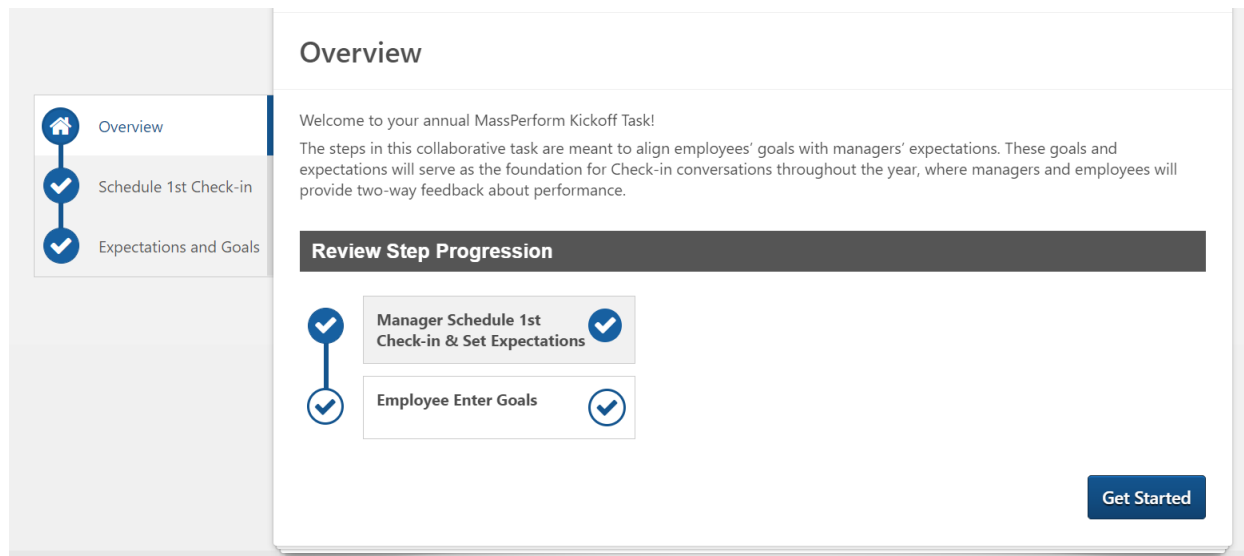 Overview
Overview
Schedule 1st Check-in
Expectations and Goals
Welcome to your annual MassPerform Kickoff Task!
The steps in this collaborative task are meant to align employees’ goals with managers’ expectations. These goals and
expectations will serve as the foundation for Check-in conversations throughout the year, where managers and employees will
provide two-way feedback about performance.
Review Step Progression
Manager Schedule 1st
Check-in & Set Expectations
Employee Enter Goals
Get Started